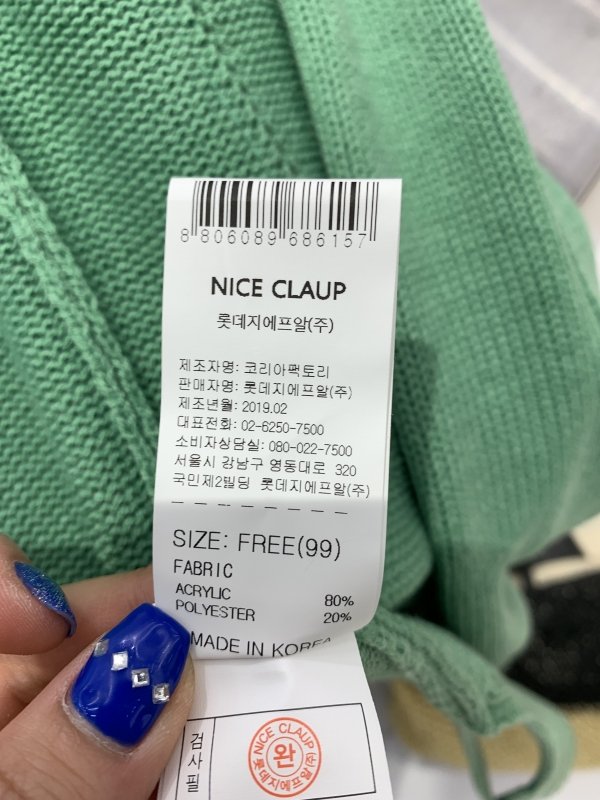 8 806089 686157
NICE CLAUP
롯데지에프알(주)
제조자명: 코리아팩토리
판매자명: 롯데지에프알(주)
제조년월: 2019.02
대표전화: 02-6250-7500
소비자상담실: 080-022-7500
서울시 강남구 영동대로 320
국민제2빌딩 롯데지에프알(주)
SIZE: FREE(99)
FABRIC
ACRYLIC 80%
POLYESTER 20%
MADE IN KOREA
검사필
NICE CLAUP
완
롯데지에프알(주)